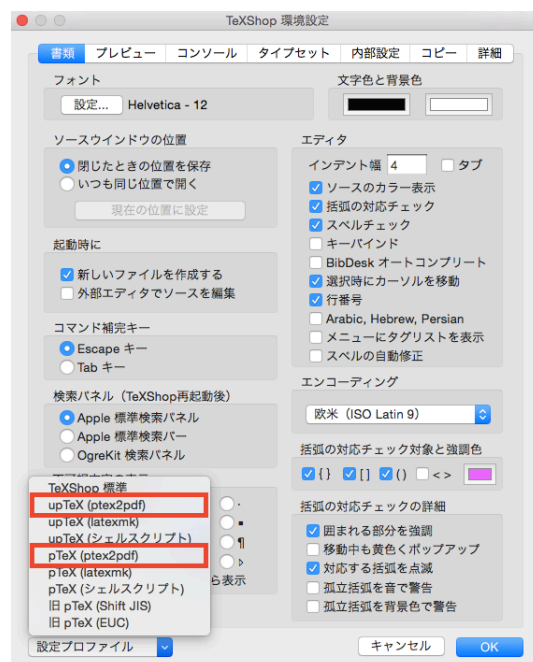 TeXShop 環境設定
書類 プレビュー コンソール タイプセット 内部設定 コピー 詳細
フォント
設定... Helvetica - 12
文字色と背景色
ソースウインドウの位置
閉じたときの位置を保存
いつも同じ位置で開く
現在の位置に設定
起動時に
新しいファイルを作成する
外部エディタでソースを編集
コマンド補完キー
Escape キー
Tab キー
検索パネル（TeXShop再起動後）
Apple 標準検索パネル
Apple 標準検索バー
OgreKit 検索パネル
エディタ
インデント幅 4 タブ
ソースのカラー表示
括弧の対応チェック
スペルチェック
キーバインド
BibDesk オートコンプリート
選択時にカーソルを移動
行番号
Arabic, Hebrew, Persian
メニューにタグリストを表示
スペルの自動修正
エンコーディング
欧米（ISO Latin 9）
括弧の対応チェック対象と強調色
{ } [ ] ( ) < >
括弧の対応チェックの詳細
囲まれる部分を強調
移動中も黄色くポップアップ
対応する括弧を点滅
孤立括弧を音で警告
孤立括弧を背景色で警告
TeXShop 標準
upTeX (ptex2pdf)
upTeX (latexmk)
upTeX (シェルスクリプト)
pTeX (ptex2pdf)
pTeX (latexmk)
pTeX (シェルスクリプト)
旧 pTeX (Shift JIS)
旧 pTeX (EUC)
ら表示
設定プロファイル
キャンセル OK